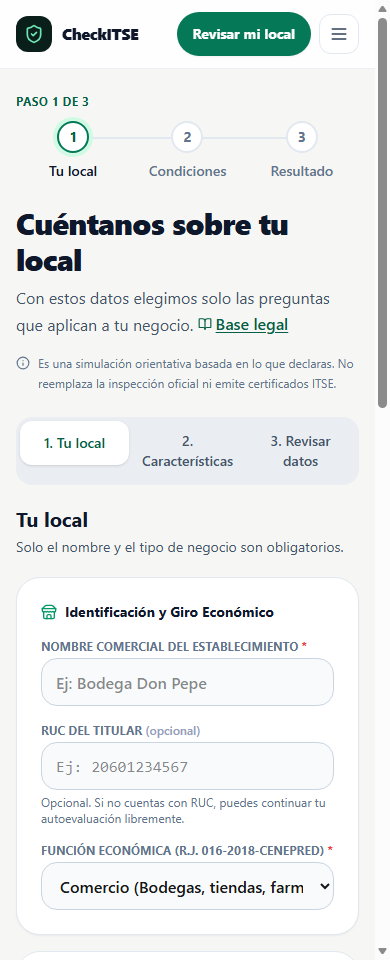 CheckITSE
Revisar mi local
PASO 1 DE 3
1
2
3
Tu local
Condiciones
Resultado
Cuéntanos sobre tu
local
Con estos datos elegimos solo las preguntas
que aplican a tu negocio. Base legal
Es una simulación orientativa basada en lo que declaras. No
reemplaza la inspección oficial ni emite certificados ITSE.
1. Tu local
2.
Características
3. Revisar
datos
Tu local
Solo el nombre y el tipo de negocio son obligatorios.
Identificación y Giro Económico
NOMBRE COMERCIAL DEL ESTABLECIMIENTO *
Ej: Bodega Don Pepe
RUC DEL TITULAR (opcional)
Ej: 20601234567
Opcional. Si no cuentas con RUC, puedes continuar tu
autoevaluación libremente.
FUNCIÓN ECONÓMICA (R.J. 016-2018-CENEPRED) *
Comercio (Bodegas, tiendas, farm